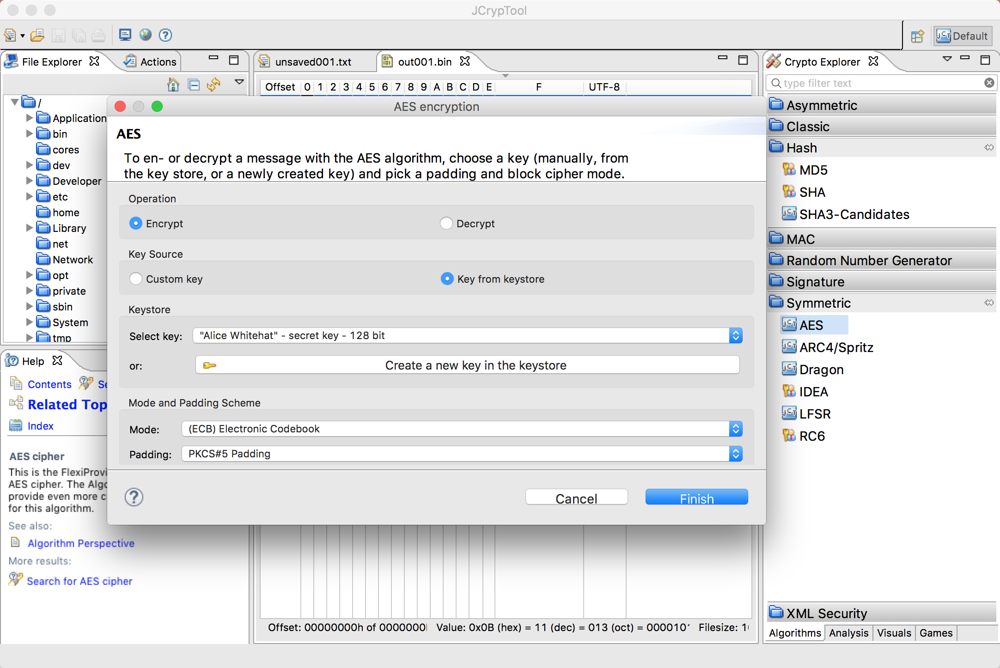 JCrypTool
Default
File Explorer
Actions
unsaved001.txt
out001.bin
Crypto Explorer
Offset 0 1 2 3 4 5 6 7 8 9 A B C D E F UTF-8
type filter text
/
Application
bin
cores
dev
Developer
etc
home
Library
net
Network
opt
private
sbin
System
tmp
AES encryption
AES
To en- or decrypt a message with the AES algorithm, choose a key (manually, from
the key store, or a newly created key) and pick a padding and block cipher mode.
Operation
Encrypt
Decrypt
Key Source
Custom key
Key from keystore
Keystore
Select key:
"Alice Whitehat" - secret key - 128 bit
or:
Create a new key in the keystore
Mode and Padding Scheme
Mode:
(ECB) Electronic Codebook
Padding:
PKCS#5 Padding
Cancel
Finish
Asymmetric
Classic
Hash
MD5
SHA
SHA3-Candidates
MAC
Random Number Generator
Signature
Symmetric
AES
ARC4/Spritz
Dragon
IDEA
LFSR
RC6
XML Security
Algorithms
Analysis
Visuals
Games
Help
Contents
Se
Related Top
Index
AES cipher
This is the FlexiProvi
AES cipher. The Algo
provide even more c
for this algorithm.
See also:
Algorithm Perspective
More results:
Search for AES cipher
Offset: 00000000h of 0000000
Value: 0x0B (hex) = 11 (dec) = 013 (oct) = 0000101
Filesize: 1